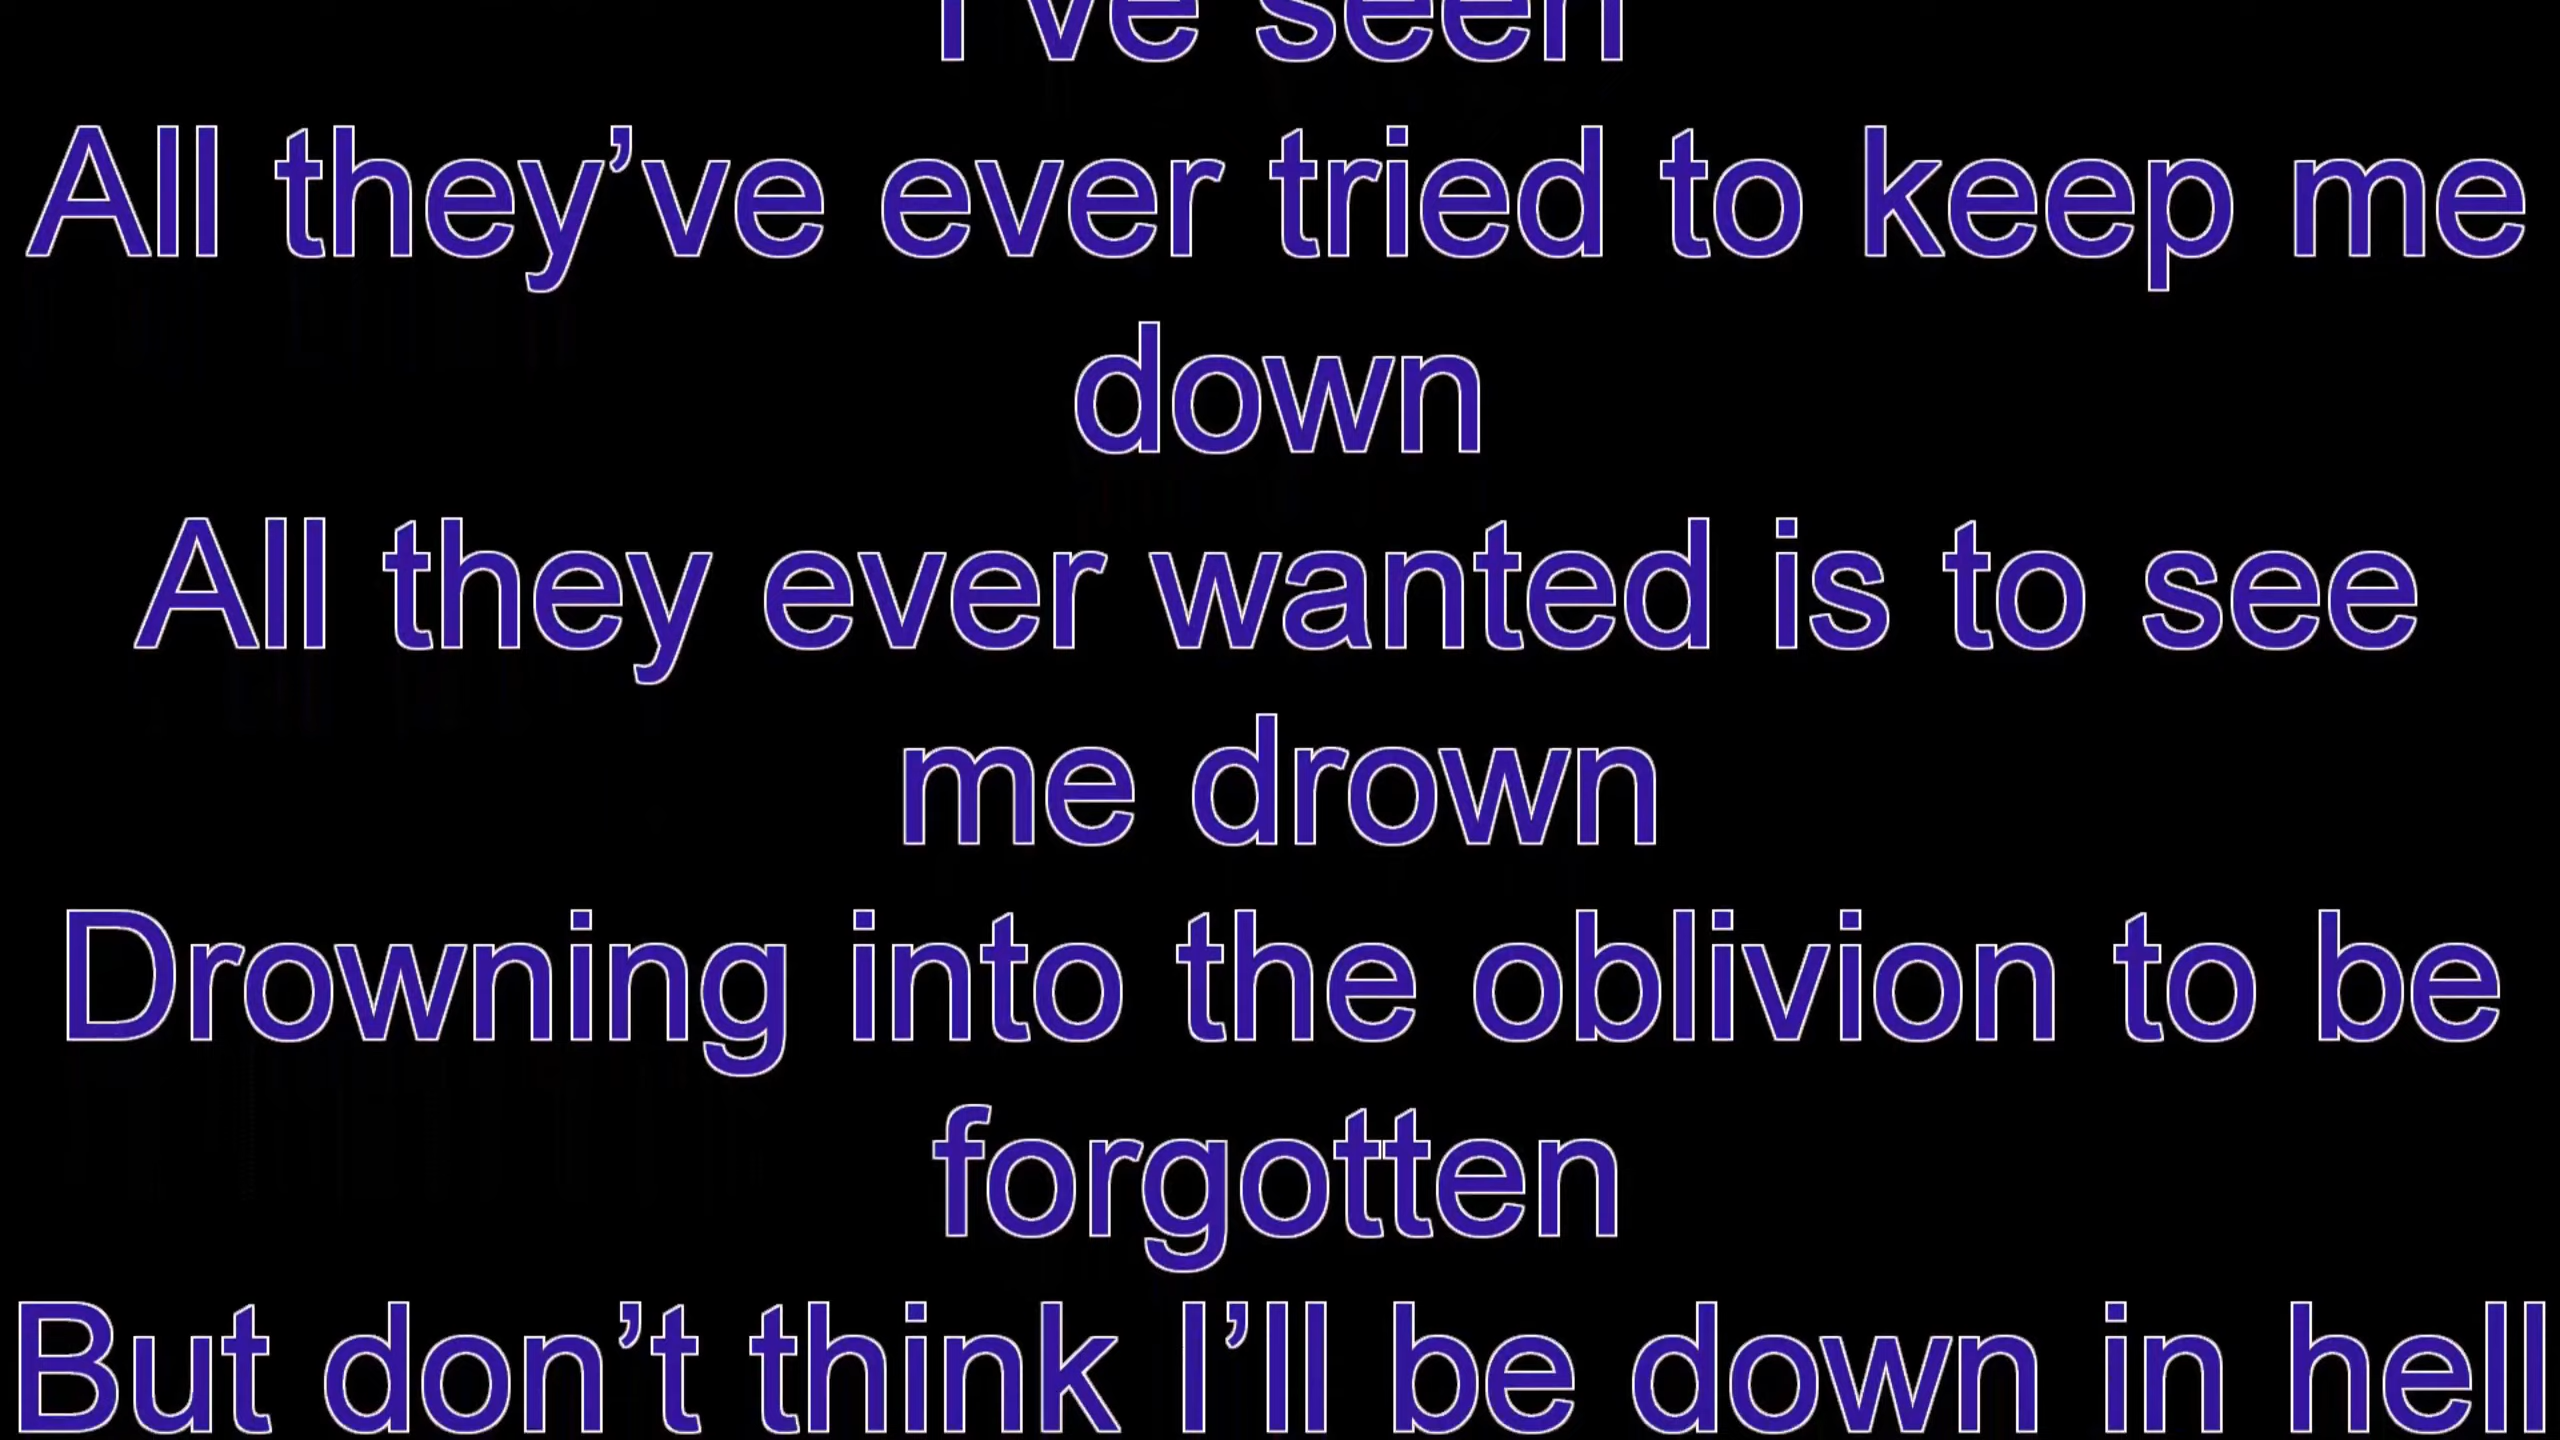 I've seen
All they’ve ever tried to keep me
down
All they ever wanted is to see
me drown
Drowning into the oblivion to be
forgotten
But don’t think I’ll be down in hell